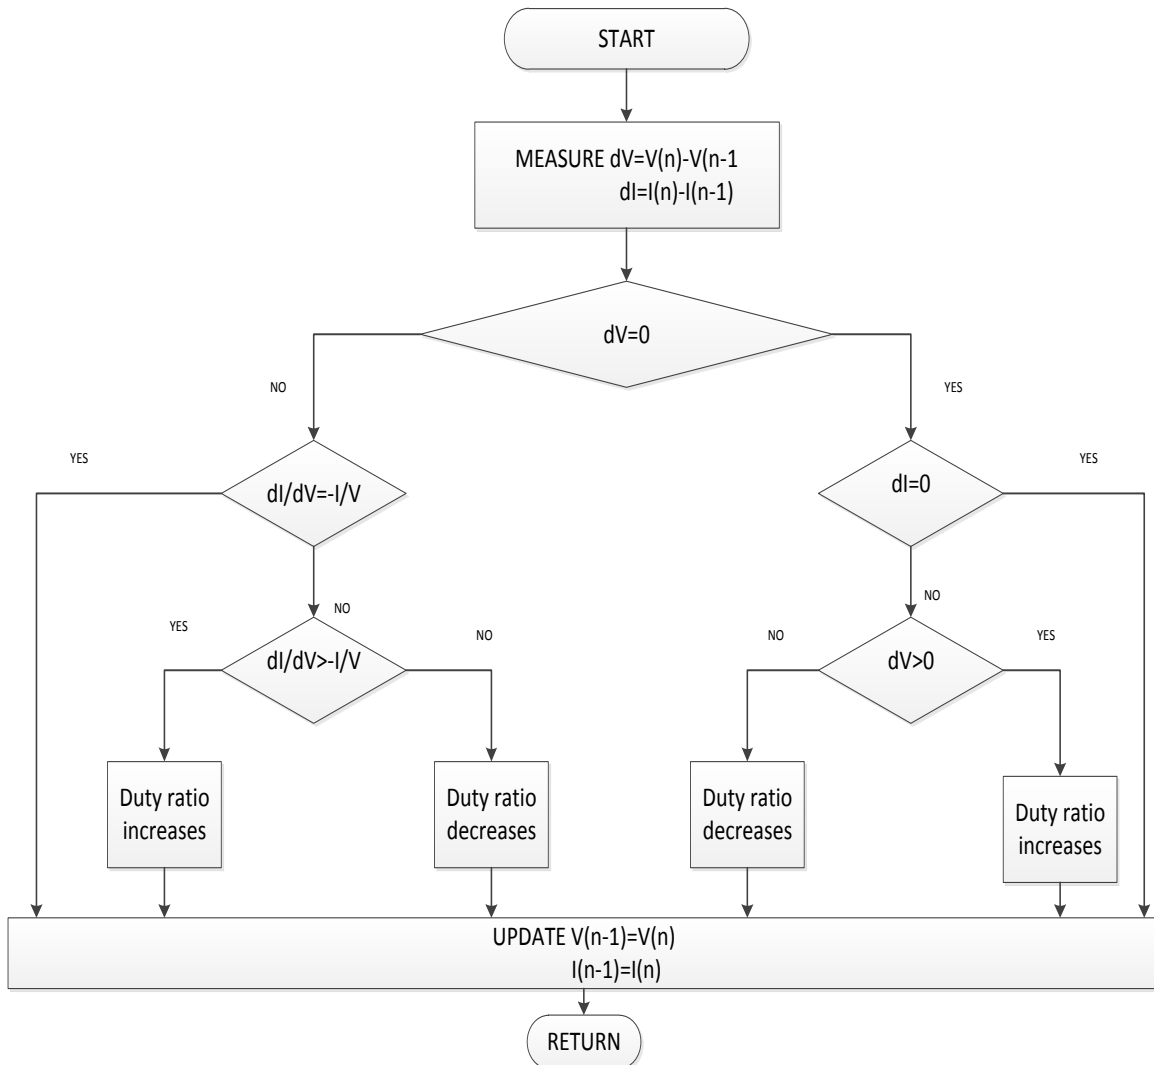 START
MEASURE dV=V(n)-V(n-1
dI=I(n)-I(n-1)
dV=0
NO
YES
YES
dI/dV=-I/V
dI=0
YES
NO
NO
YES
dI/dV>-I/V
NO
NO
dV>0
YES
Duty ratio
increases
Duty ratio
decreases
Duty ratio
decreases
Duty ratio
increases
UPDATE V(n-1)=V(n)
I(n-1)=I(n)
RETURN